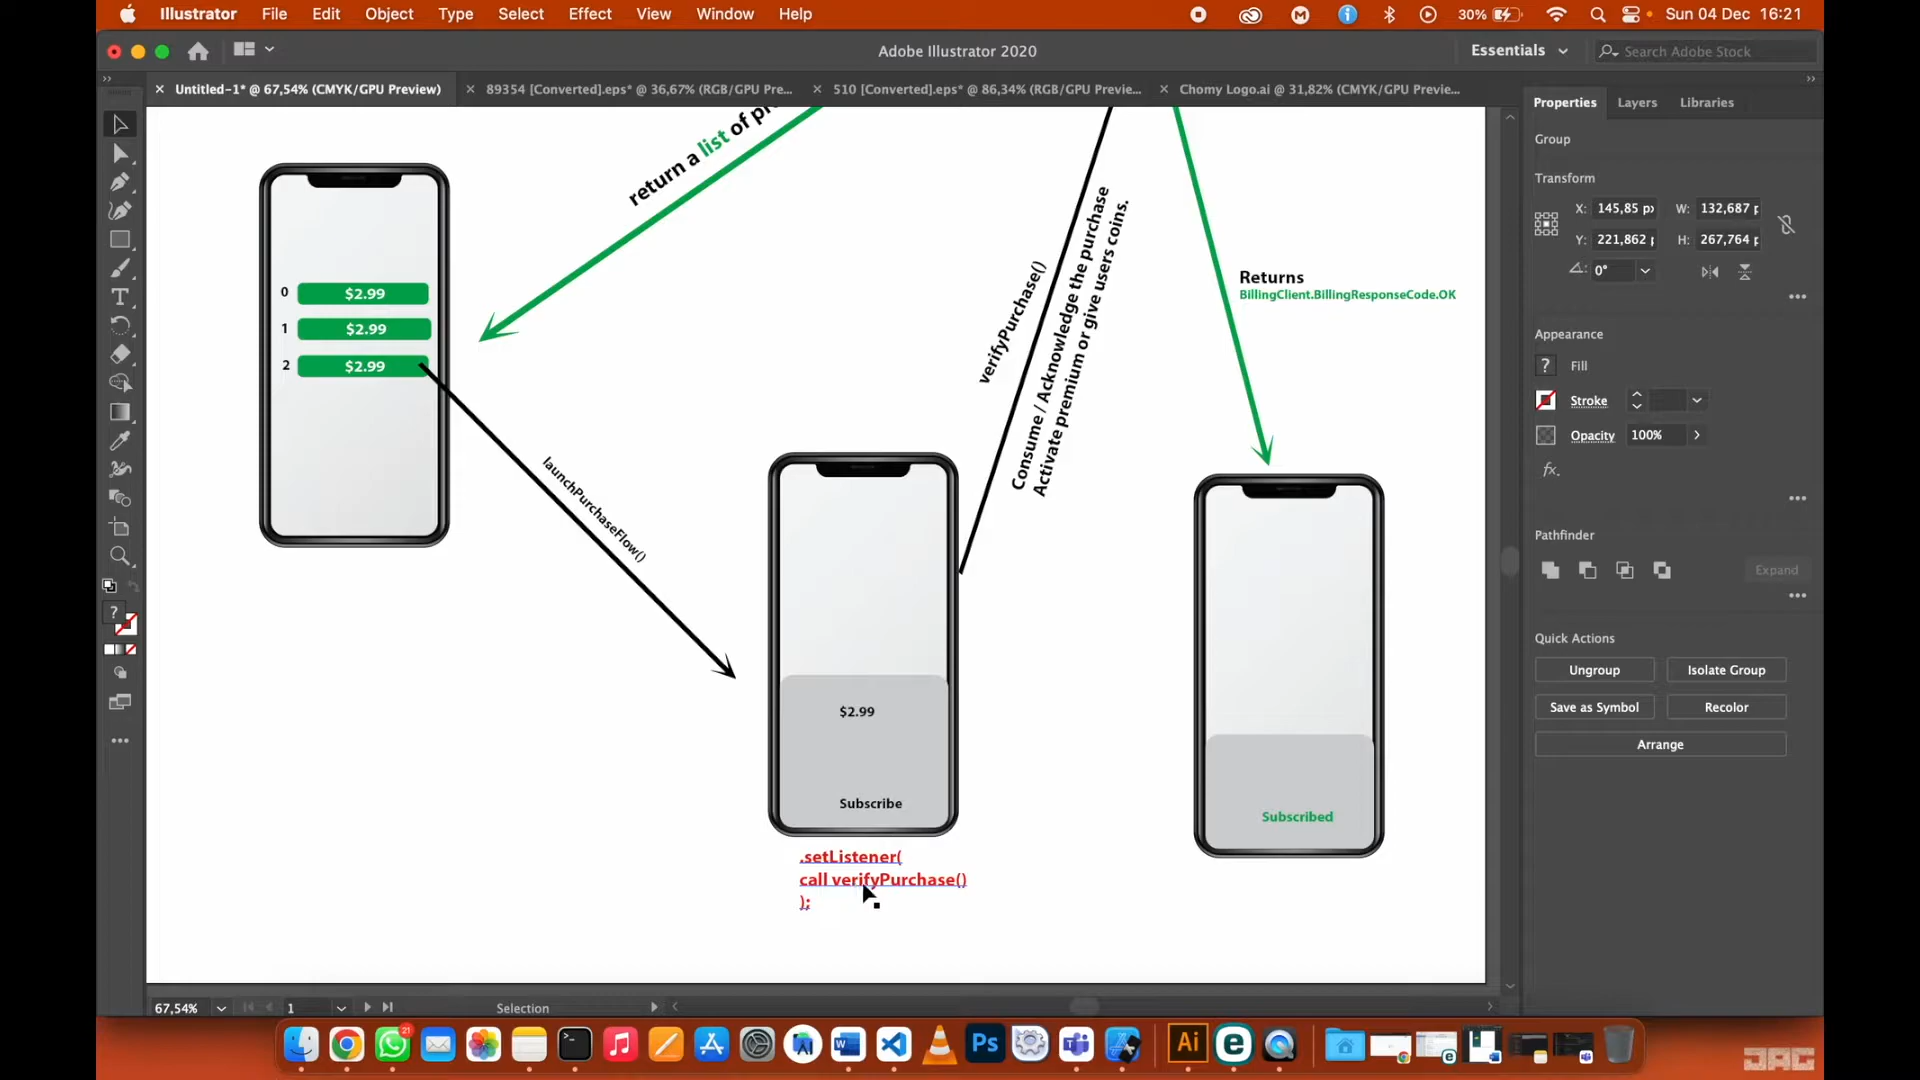 Illustrator File Edit Object Type Select Effect View Window Help
30% Sun 04 Dec 16:21
Adobe Illustrator 2020
Essentials
Search Adobe Stock
Untitled-1* @ 67,54% (CMYK/GPU Preview)
89354 [Converted].eps* @ 36,67% (RGB/GPU Pre...
510 [Converted].eps* @ 86,34% (RGB/GPU Previe...
Chomy Logo.ai @ 31,82% (CMYK/GPU Previe...
return a list of
0 $2.99
1 $2.99
2 $2.99
launchPurchaseFlow()
verifyPurchase()
Consume / Acknowledge the purchase
Activate premium or give users coins.
Returns
BillingClient.BillingResponseCode.OK
$2.99
Subscribe
.setListener(
call verifyPurchase()
);
Subscribed
Properties Layers Libraries
Group
Transform
X: 145,85 px W: 132,687 p
Y: 221,862 p H: 267,764 p
0°
Appearance
? Fill
Stroke
Opacity 100%
fx.
Pathfinder
Expand
Quick Actions
Ungroup Isolate Group
Save as Symbol Recolor
Arrange
?
67,54% 1 Selection
21
Ps
Ai
JAG